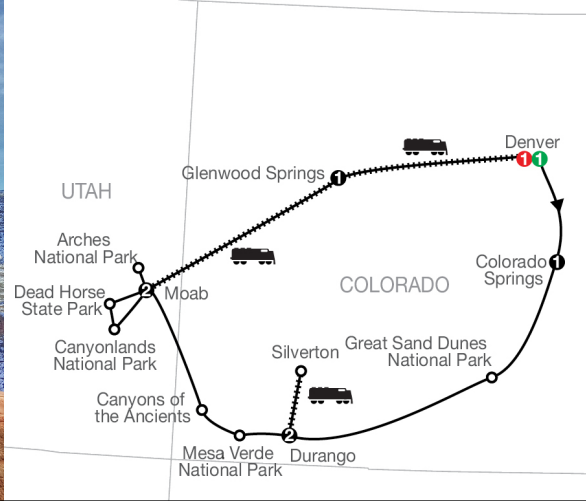 Denver
1 1
Glenwood Springs 1
UTAH
Arches
National Park
Colorado
Springs
1
COLORADO
Dead Horse
State Park
2 Moab
Canyonlands
National Park
Silverton
Great Sand Dunes
National Park
Canyons of
the Ancients
2
Mesa Verde
National Park
Durango